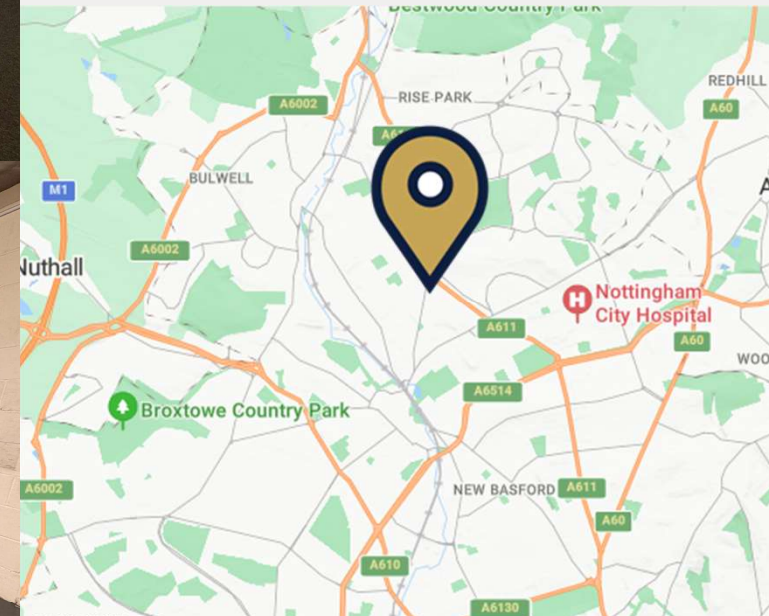 Bestwood Country Park
REDHILL
RISE PARK
A6002
A60
A61
BULWELL
M1
A6002
Nuthall
Nottingham
City Hospital
A611
A60
WOO
A6514
Broxtowe Country Park
A6002
NEW BASFORD
A611
A60
A610
A6130